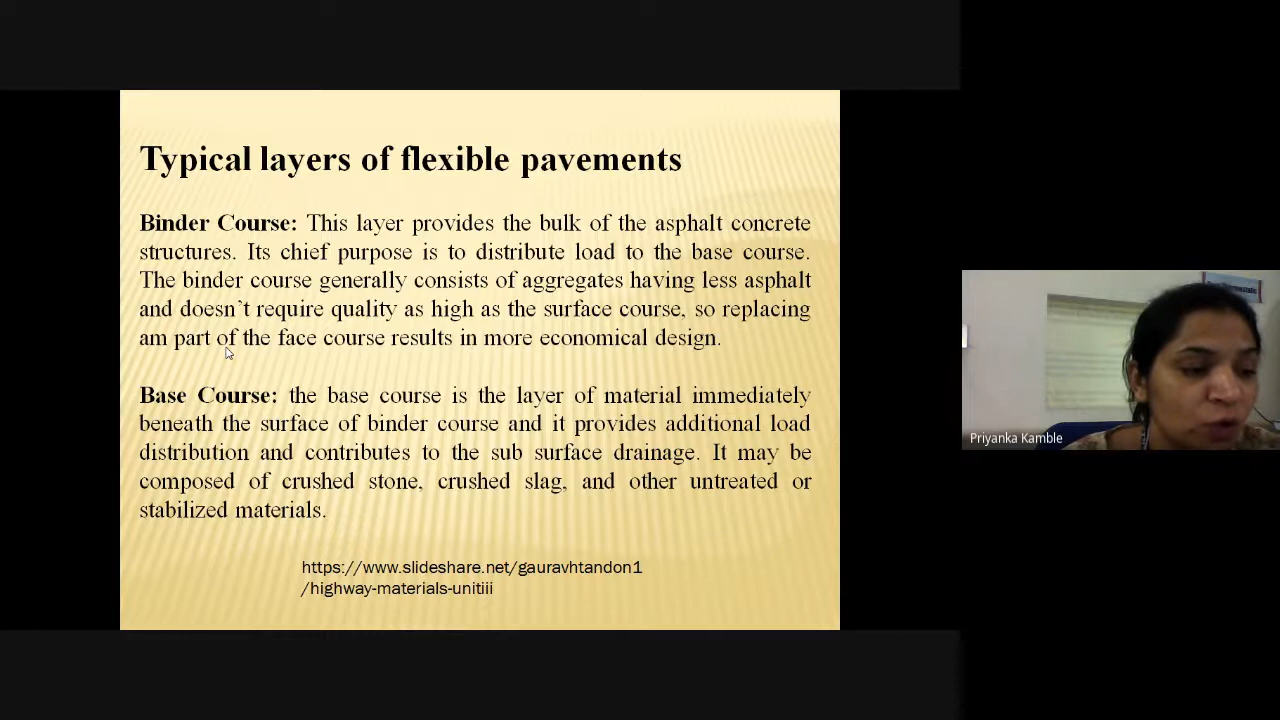 Typical layers of flexible pavements
Binder Course: This layer provides the bulk of the asphalt concrete
structures. Its chief purpose is to distribute load to the base course.
The binder course generally consists of aggregates having less asphalt
and doesn't require quality as high as the surface course, so replacing
am part of the face course results in more economical design.
Base Course: the base course is the layer of material immediately
beneath the surface of binder course and it provides additional load
distribution and contributes to the sub surface drainage. It may be
composed of crushed stone, crushed slag, and other untreated or
stabilized materials.
https://www.slideshare.net/gauravhtandon1
/highway-materials-unitiii
Priyanka Kamble